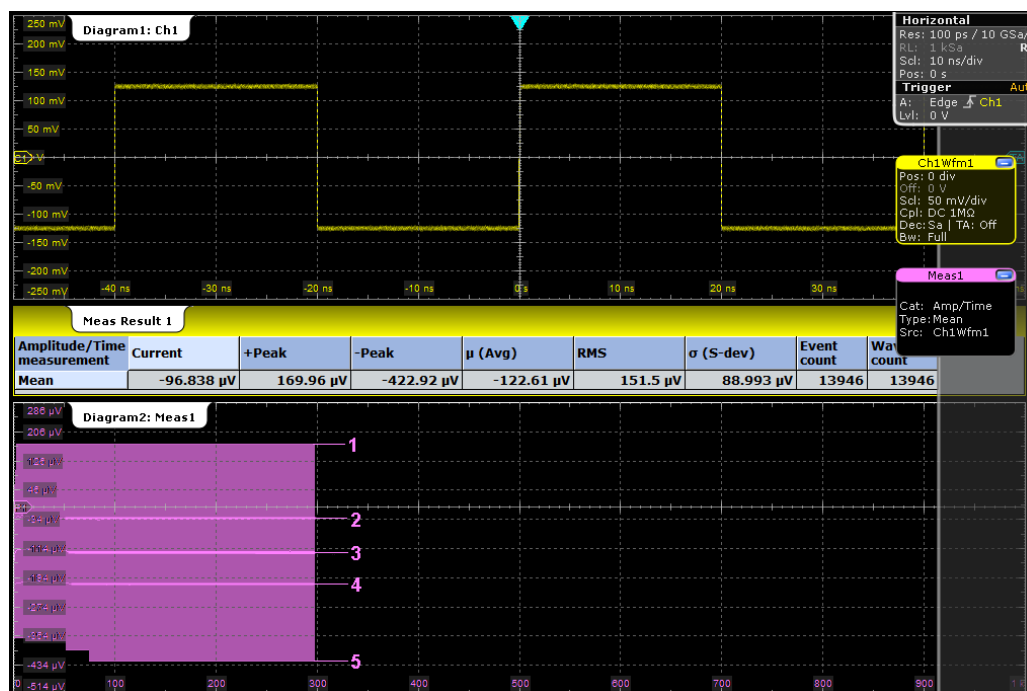 250 mV
Diagram1: Ch1
200 mV
150 mV
100 mV
50 mV
C1
-50 mV
-100 mV
-150 mV
-200 mV
-250 mV
-40 ns
-30 ns
-20 ns
-10 ns
0 s
10 ns
20 ns
30 ns
Horizontal
Res: 100 ps / 10 GSa/
RL: 1 kSa R
Scl: 10 ns/div
Pos: 0 s
Trigger Aut
A: Edge Ch1
Lvl: 0 V
Ch1Wfm1
Pos: 0 div
Off: 0 V
Scl: 50 mV/div
Cpl: DC 1MΩ
Dec: Sa | TA: Off
Bw: Full
Meas1
Cat: Amp/Time
Type: Mean
Src: Ch1Wfm1
Meas Result 1
Amplitude/Time measurement Current +Peak -Peak µ (Avg) RMS σ (S-dev) Event count Wav count
Mean -96.838 µV 169.96 µV -422.92 µV -122.61 µV 151.5 µV 88.993 µV 13946 13946
286 µV
Diagram2: Meas1
206 µV
1
2
3
4
5
-434 µV
-514 µV
100
200
300
400
500
600
700
800
900